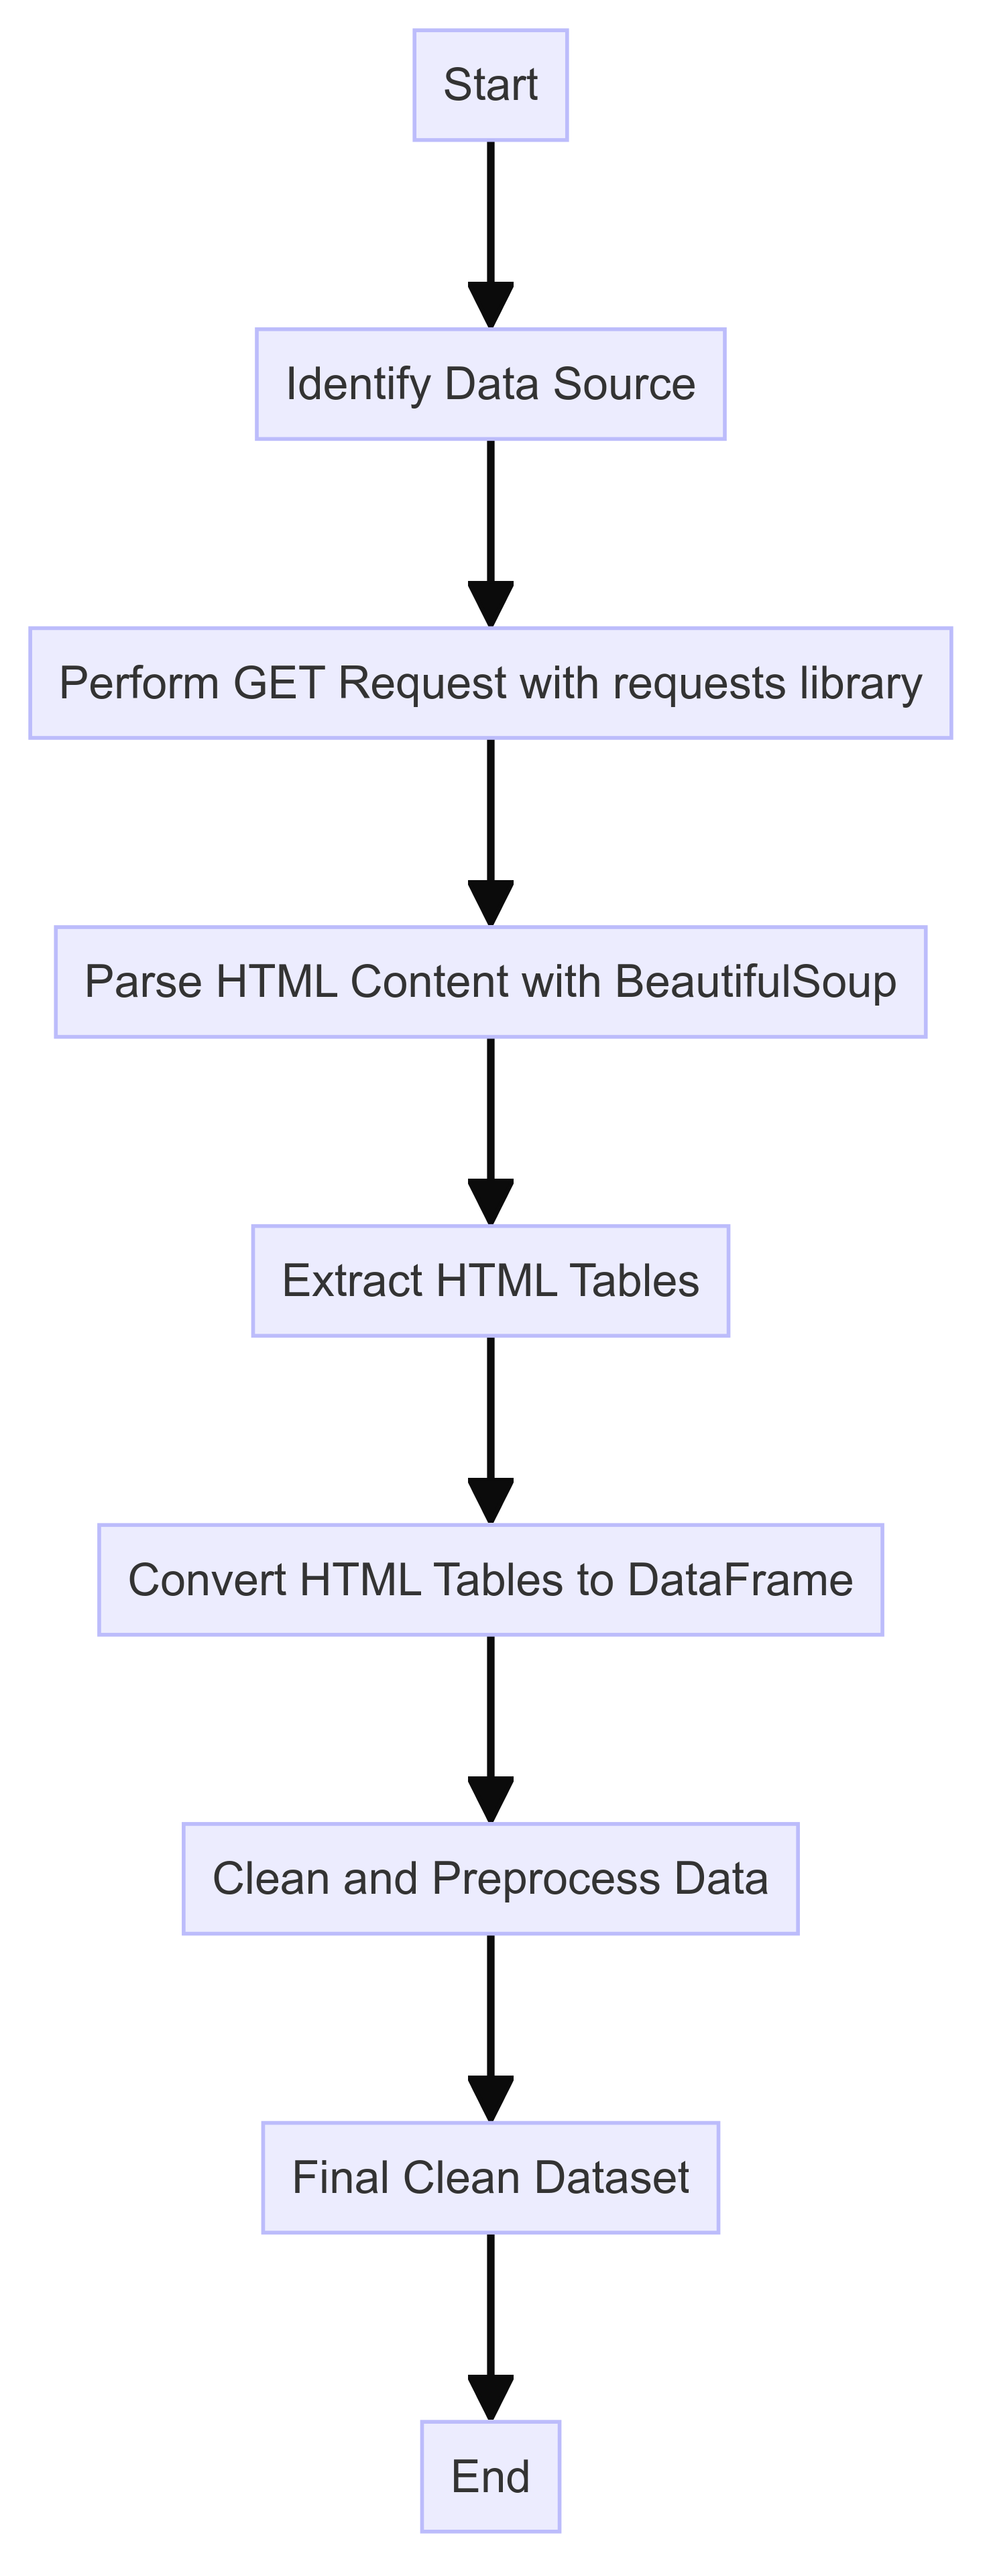 Start
Identify Data Source
Perform GET Request with requests library
Parse HTML Content with BeautifulSoup
Extract HTML Tables
Convert HTML Tables to DataFrame
Clean and Preprocess Data
Final Clean Dataset
End